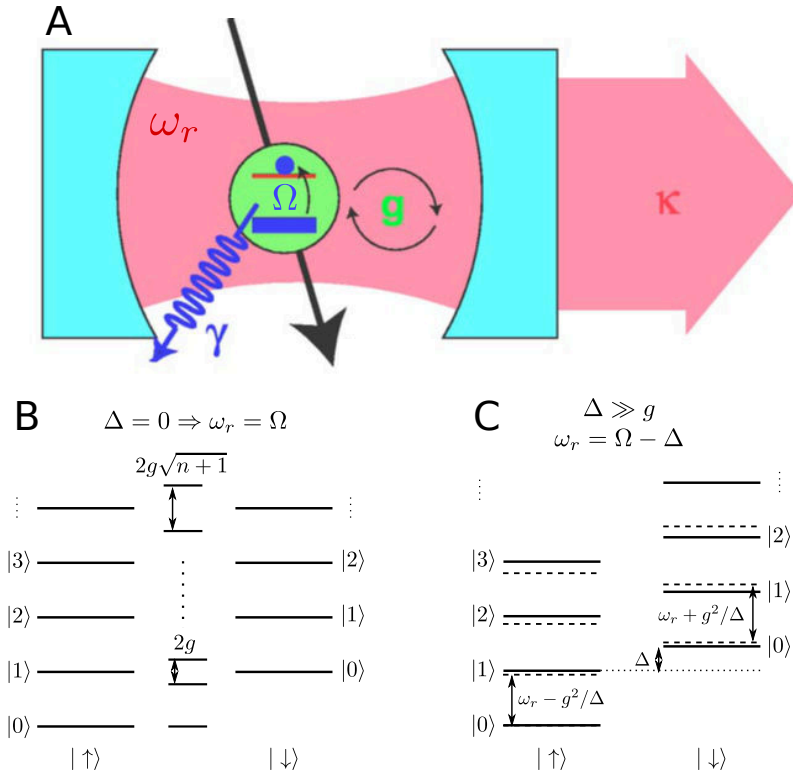 A
ω_r
Ω
g
κ
γ
B
Δ = 0 ⇒ ω_r = Ω
2g√(n + 1)
|3⟩
|2⟩
|2⟩
|1⟩
2g
|1⟩
|0⟩
|0⟩
| ↑⟩
| ↓⟩
C
Δ ≫ g
ω_r = Ω − Δ
|2⟩
|3⟩
|1⟩
|2⟩
ω_r + g²/Δ
|0⟩
Δ
|1⟩
ω_r − g²/Δ
|0⟩
| ↑⟩
| ↓⟩